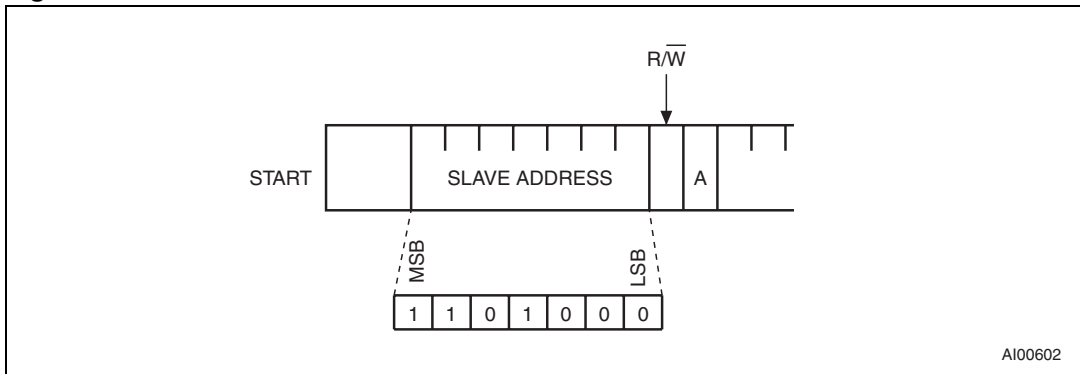 R/W̅
START
SLAVE ADDRESS
A
MSB
LSB
1 1 0 1 0 0 0
AI00602